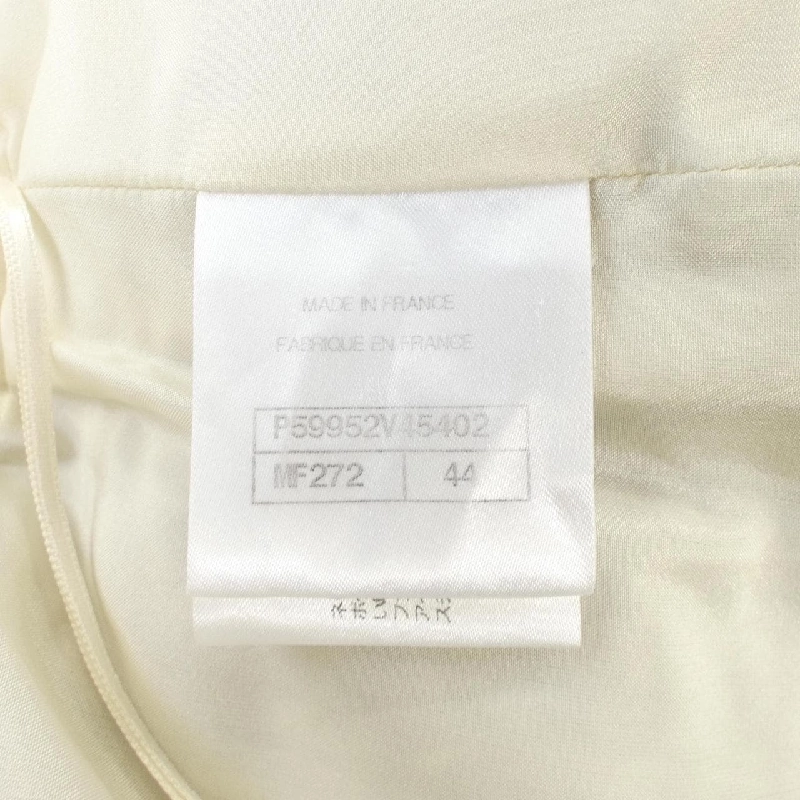 MADE IN FRANCE
FABRIQUE EN FRANCE
P59952V45402
MF272 44